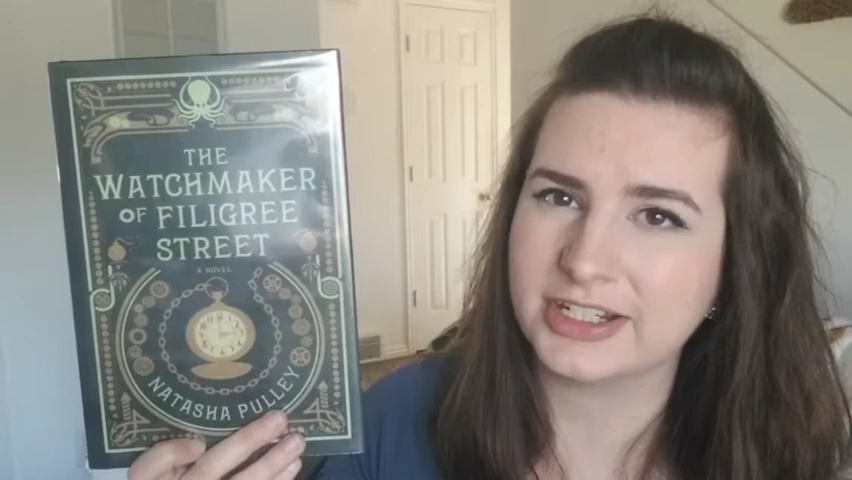 THE
WATCHMAKER
OF FILIGREE
STREET
A NOVEL
NATASHA PULLEY